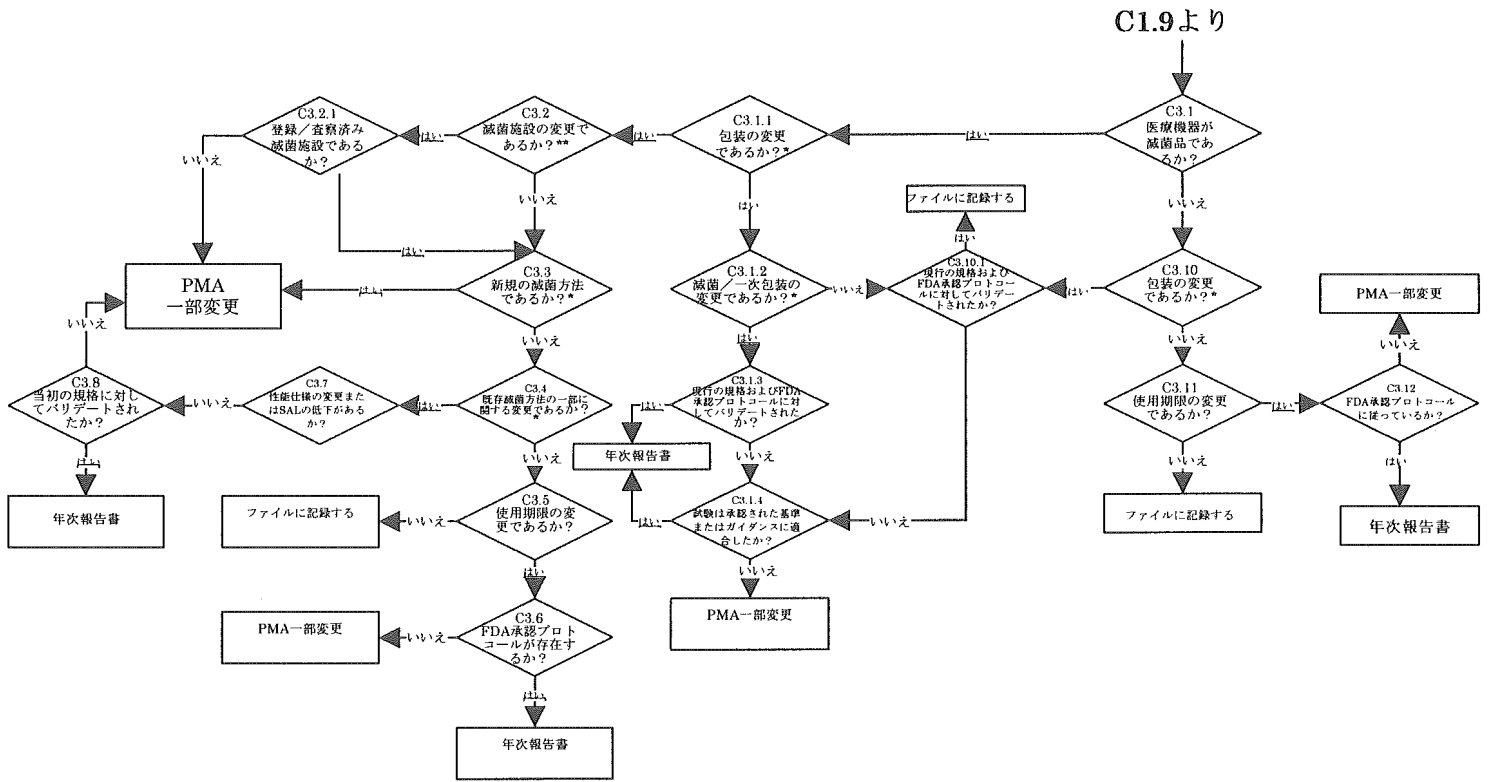 C1.9より
C3.1
医療機器が
滅菌品であ
るか？
はい
いいえ
C3.1.1
包装の変更
であるか？*
はい
はい
C3.2
滅菌施設の変更で
あるか？**
はい
いいえ
C3.2.1
登録／査察済み
滅菌施設である
か？
いいえ
はい
PMA
一部変更
C3.3
新規の滅菌方法
であるか？*
はい
いいえ
C3.1.2
滅菌／一次包装の
変更であるか？*
いいえ
はい
ファイルに記録する
はい
C3.10.1
現行の規格および
FDA承認プロトコー
ルに対してバリデー
トされたか？
いいえ
C3.10
包装の変更
であるか？*
はい
いいえ
PMA一部変更
いいえ
C3.8
当初の規格に対し
てバリデートされ
たか？
いいえ
はい
年次報告書
C3.7
性能仕様の変更また
はSALの低下がある
か？
いいえ
C3.4
既存滅菌方法の一部に
関する変更であるか？
*
はい
いいえ
C3.1.3
現行の規格およびFDA
承認プロトコールに対
してバリデートされた
か？
はい
いいえ
年次報告書
C3.11
使用期限の変更
であるか？
はい
いいえ
C3.12
FDA承認プロトコール
に従っているか？
はい
年次報告書
ファイルに記録する
C3.5
使用期限の変
更であるか？
いいえ
はい
ファイルに記録する
C3.1.4
試験は承認された基準
またはガイダンスに適
合したか？
はい
いいえ
PMA一部変更
C3.6
FDA承認プロト
コールが存在す
るか？
いいえ
はい
PMA一部変更
年次報告書